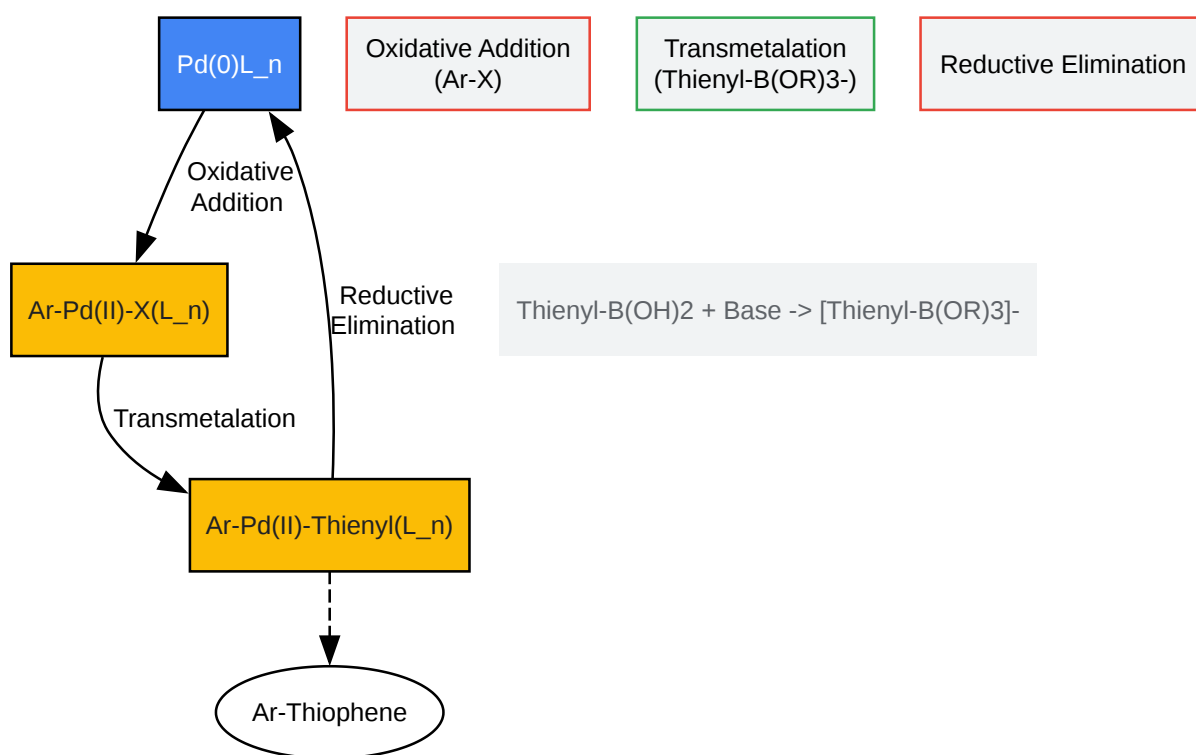 Pd(0)L_n
Oxidative Addition
(Ar-X)
Transmetalation
(Thienyl-B(OR)3-)
Reductive Elimination
Oxidative
Addition
Ar-Pd(II)-X(L_n)
Reductive
Elimination
Thienyl-B(OH)2 + Base -> [Thienyl-B(OR)3]-
Transmetalation
Ar-Pd(II)-Thienyl(L_n)
Ar-Thiophene